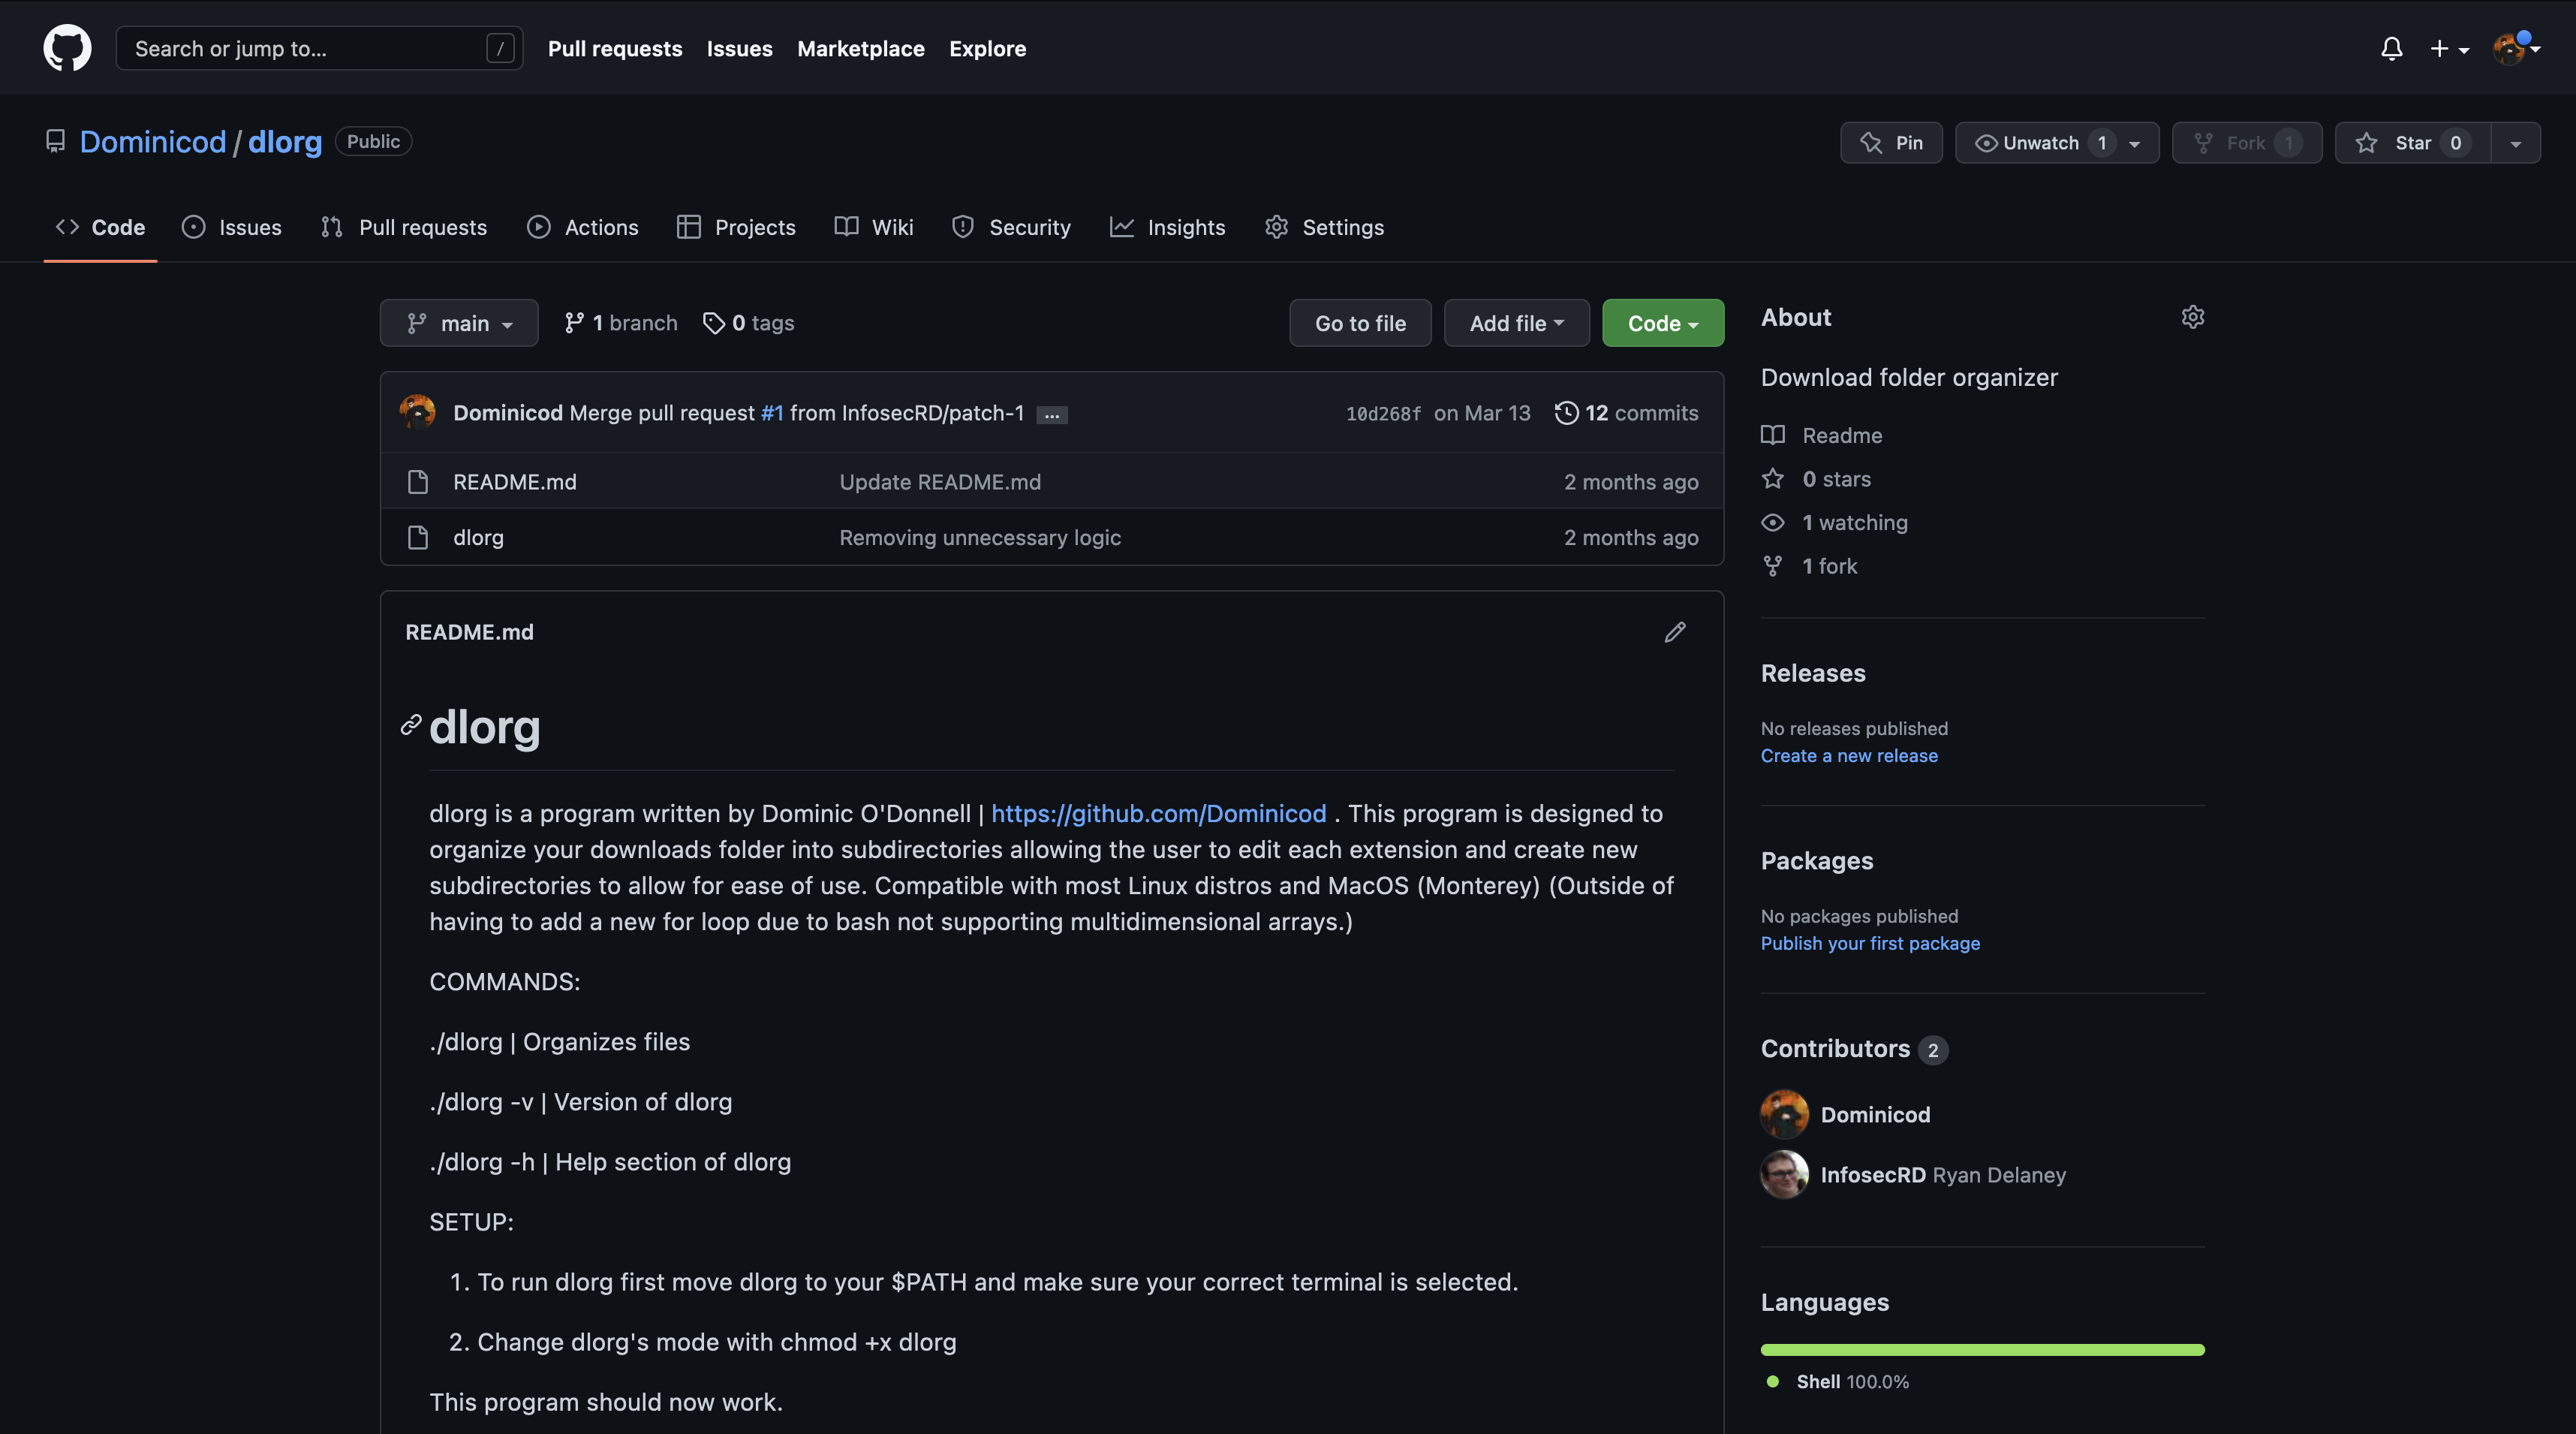 Search or jump to... /
Pull requests Issues Marketplace Explore
Dominicod / dlorg Public
Pin
Unwatch 1
Fork 1
Star 0
Code Issues Pull requests Actions Projects Wiki Security Insights Settings
main 1 branch 0 tags
Go to file Add file Code
Dominicod Merge pull request #1 from InfosecRD/patch-1 ... 10d268f on Mar 13 12 commits
README.md Update README.md 2 months ago
dlorg Removing unnecessary logic 2 months ago
README.md
dlorg
dlorg is a program written by Dominic O'Donnell | https://github.com/Dominicod . This program is designed to
organize your downloads folder into subdirectories allowing the user to edit each extension and create new
subdirectories to allow for ease of use. Compatible with most Linux distros and MacOS (Monterey) (Outside of
having to add a new for loop due to bash not supporting multidimensional arrays.)
COMMANDS:
./dlorg | Organizes files
./dlorg -v | Version of dlorg
./dlorg -h | Help section of dlorg
SETUP:
1. To run dlorg first move dlorg to your $PATH and make sure your correct terminal is selected.
2. Change dlorg's mode with chmod +x dlorg
This program should now work.
About
Download folder organizer
Readme
0 stars
1 watching
1 fork
Releases
No releases published
Create a new release
Packages
No packages published
Publish your first package
Contributors 2
Dominicod
InfosecRD Ryan Delaney
Languages
Shell 100.0%